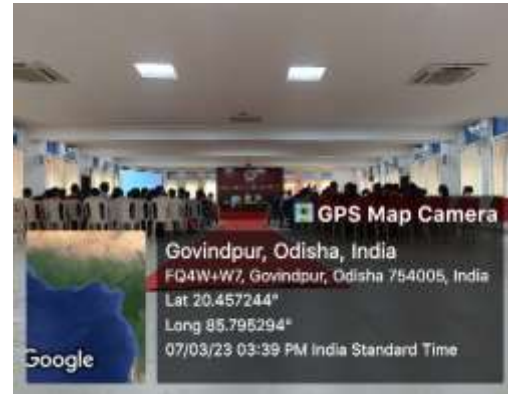 GPS Map Camera
Govindpur, Odisha, India
FQ4W+W7, Govindpur, Odisha 754005, India
Lat 20.457244°
Long 85.795294°
07/03/23 03:39 PM India Standard Time
Google